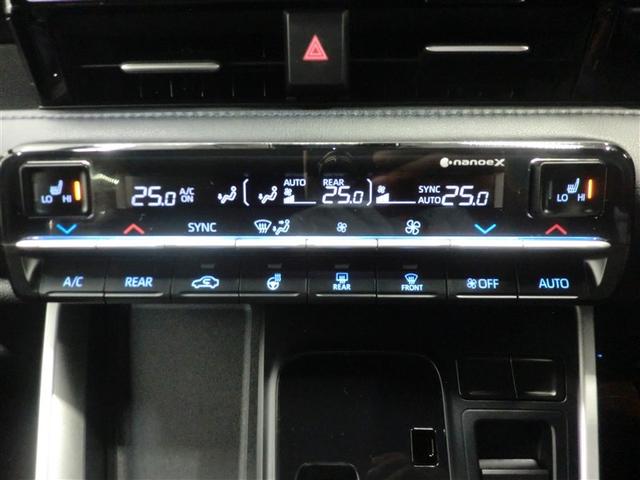 nanoeX
LO HI
25.0
A/C ON
AUTO
REAR
25.0
SYNC
AUTO
25.0
LO HI
SYNC
A/C
REAR
REAR
FRONT
OFF
AUTO